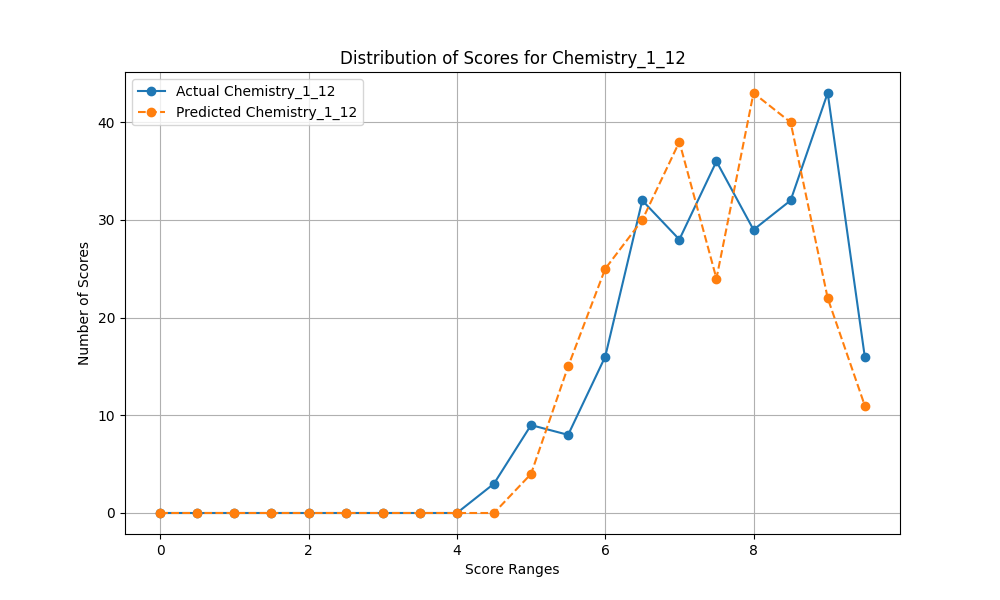 Distribution of Scores for Chemistry_1_12
Actual Chemistry_1_12
Predicted Chemistry_1_12
40
30
20
10
0
Number of Scores
0 2 4 6 8
Score Ranges